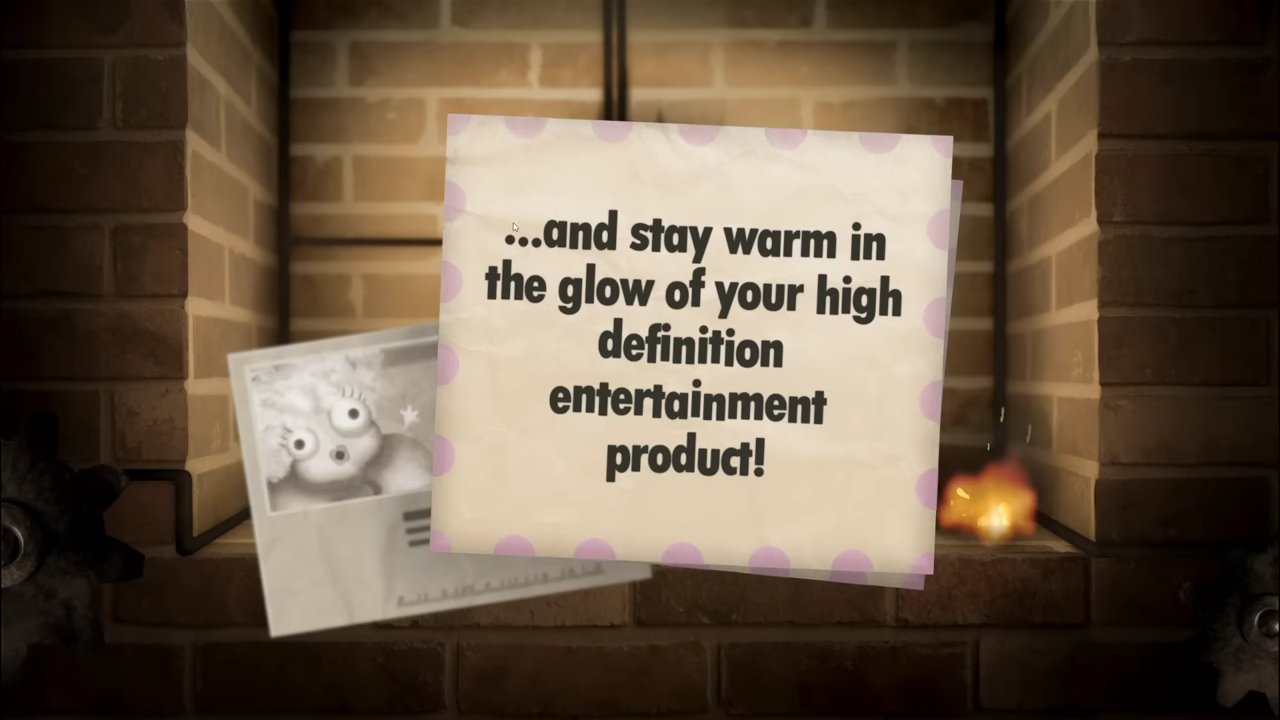 ...and stay warm in
the glow of your high
definition
entertainment
product!